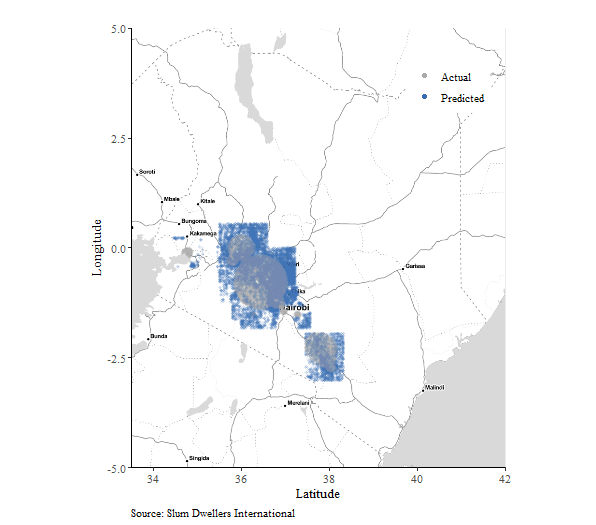 5.0
Actual
Predicted
2.5
Soroti
Mbale
Kitale
Bungoma
Kakamega
Longitude
0.0
Garissa
airobi
-2.5
Bunda
Malindi
Merelani
Singida
-5.0
34
36
38
40
42
Latitude
Source: Slum Dwellers International